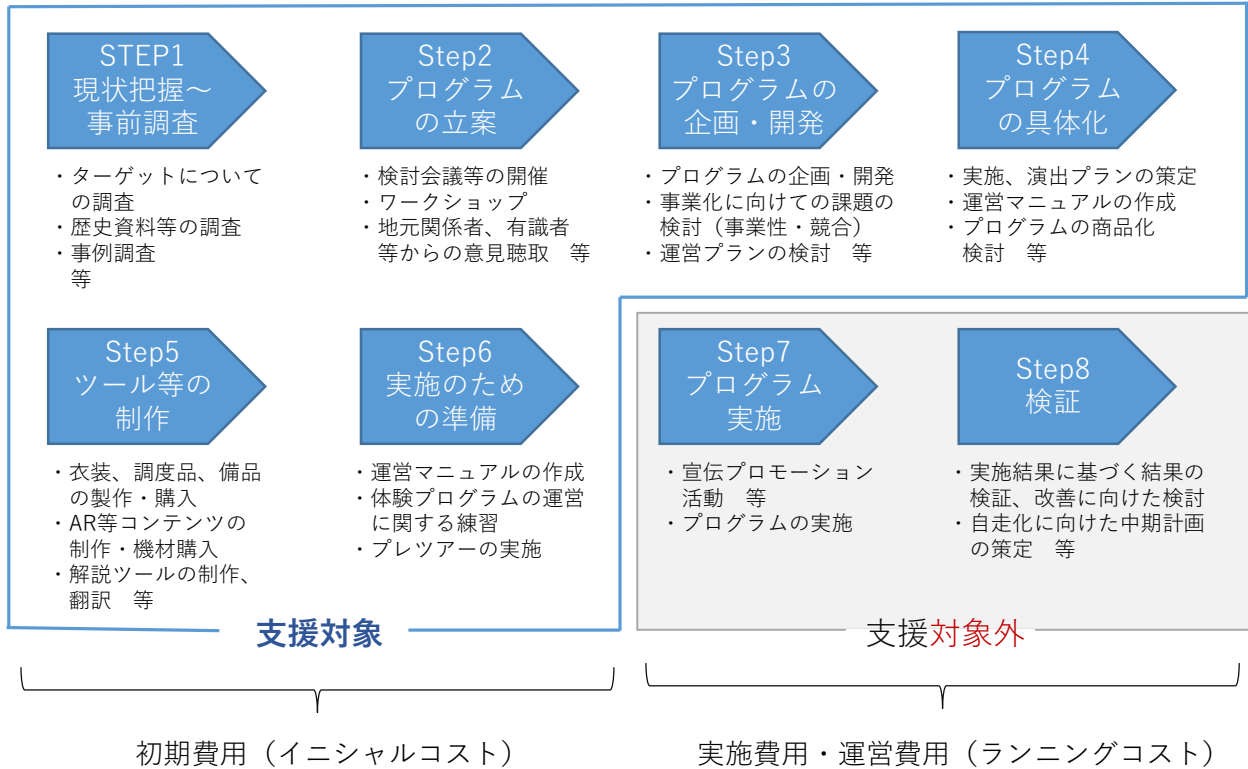 STEP1
現状把握～
事前調査
・ターゲットについて
の調査
・歴史資料等の調査
・事例調査
等
Step2
プログラム
の立案
・検討会議等の開催
・ワークショップ
・地元関係者、有識者
等からの意見聴取　等
Step3
プログラムの
企画・開発
・プログラムの企画・開発
・事業化に向けての課題の
検討（事業性・競合）
・運営プランの検討　等
Step4
プログラム
の具体化
・実施、演出プランの策定
・運営マニュアルの作成
・プログラムの商品化
検討　等
Step5
ツール等の
制作
・衣装、調度品、備品
の製作・購入
・AR等コンテンツの
制作・機材購入
・解説ツールの制作、
翻訳　等
Step6
実施のため
の準備
・運営マニュアルの作成
・体験プログラムの運営
に関する練習
・プレツアーの実施
Step7
プログラム
実施
・宣伝プロモーション
活動　等
・プログラムの実施
Step8
検証
・実施結果に基づく結果の
検証、改善に向けた検討
・自走化に向けた中期計画
の策定　等
支援対象
支援対象外
初期費用（イニシャルコスト）
実施費用・運営費用（ランニングコスト）